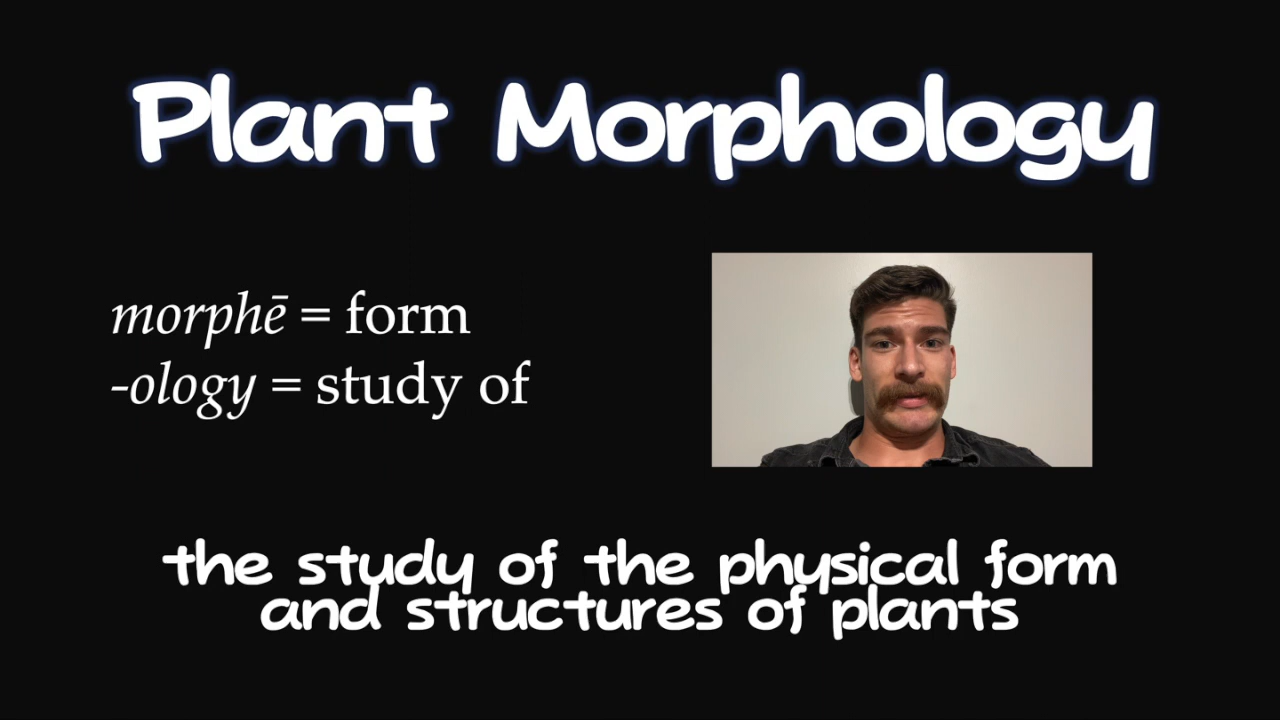 Plant Morphology
morphē = form
-ology = study of
the study of the physical form
and structures of plants